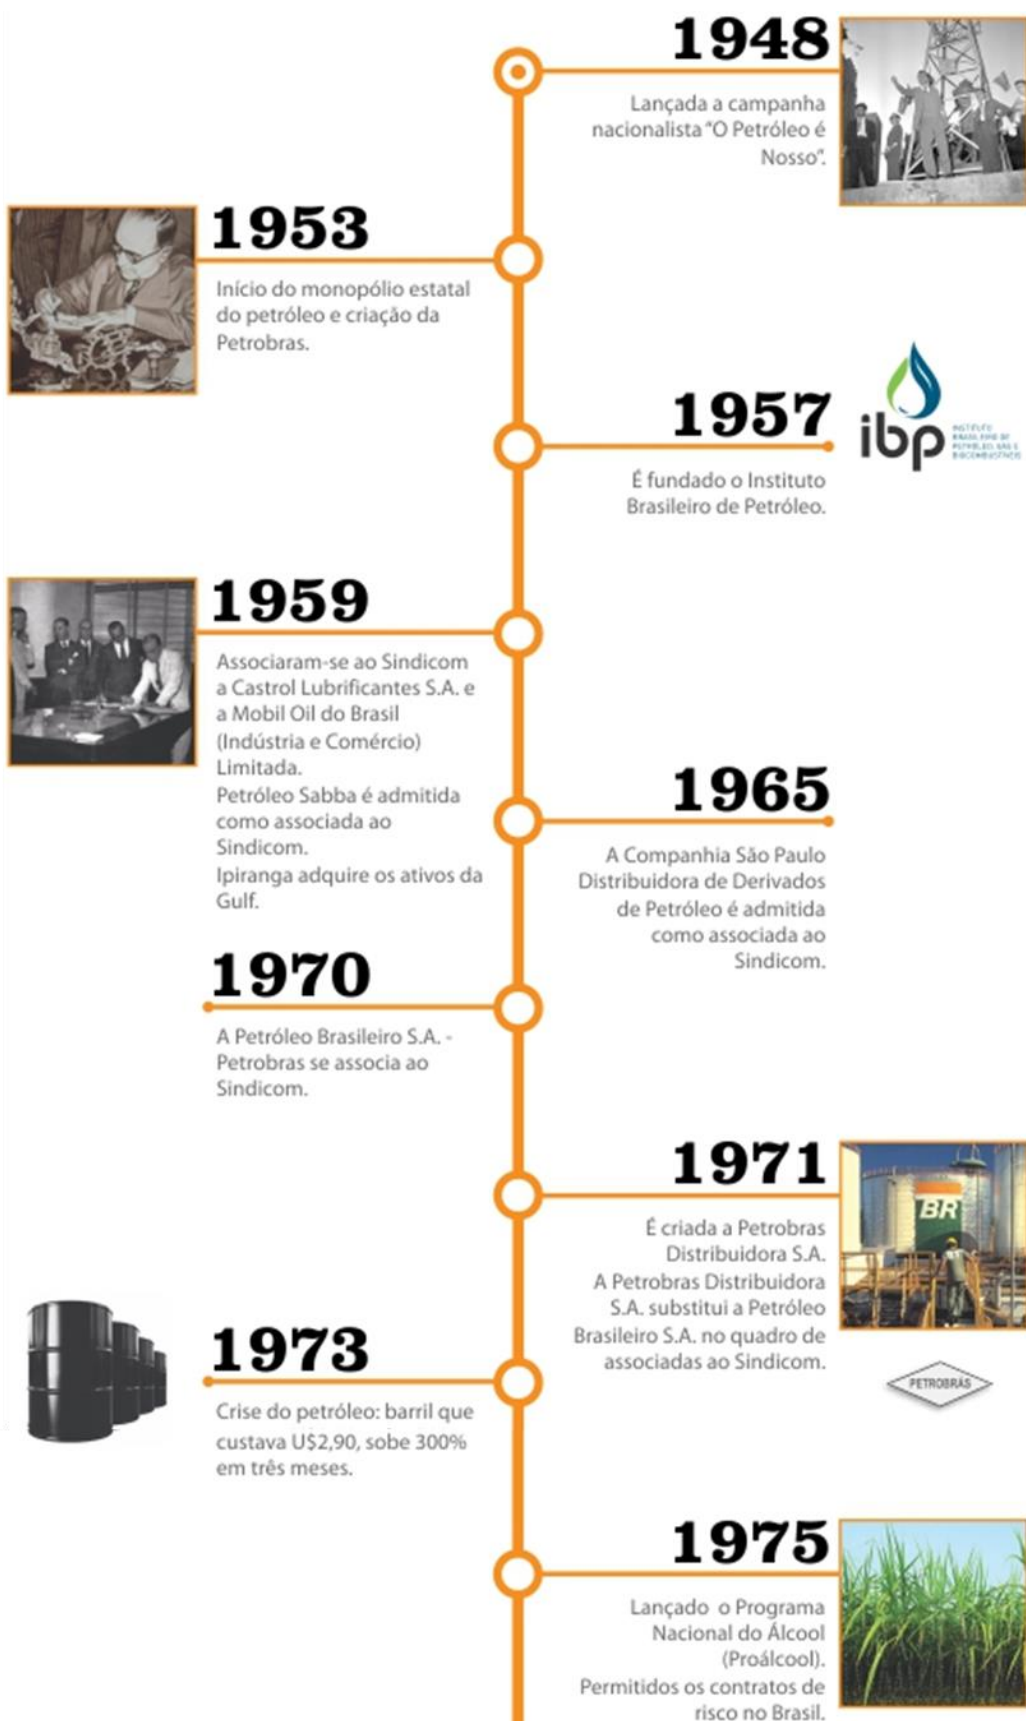 1948
Lançada a campanha
nacionalista "O Petróleo é
Nosso".
1953
Início do monopólio estatal
do petróleo e criação da
Petrobras.
1957
ibp
INSTITUTO
BRASILEIRO DE
PETRÓLEO, GÁS E
BIOCOMBUSTÍVEIS
É fundado o Instituto
Brasileiro de Petróleo.
1959
Associaram-se ao Sindicom
a Castrol Lubrificantes S.A. e
a Mobil Oil do Brasil
(Indústria e Comércio)
Limitada.
Petróleo Sabba é admitida
como associada ao
Sindicom.
Ipiranga adquire os ativos da
Gulf.
1965
A Companhia São Paulo
Distribuidora de Derivados
de Petróleo é admitida
como associada ao
Sindicom.
1970
A Petróleo Brasileiro S.A. -
Petrobras se associa ao
Sindicom.
1971
BR
É criada a Petrobras
Distribuidora S.A.
A Petrobras Distribuidora
S.A. substitui a Petróleo
Brasileiro S.A. no quadro de
associadas ao Sindicom.
PETROBRÁS
1973
Crise do petróleo: barril que
custava U$2,90, sobe 300%
em três meses.
1975
Lançado o Programa
Nacional do Álcool
(Proálcool).
Permitidos os contratos de
risco no Brasil.